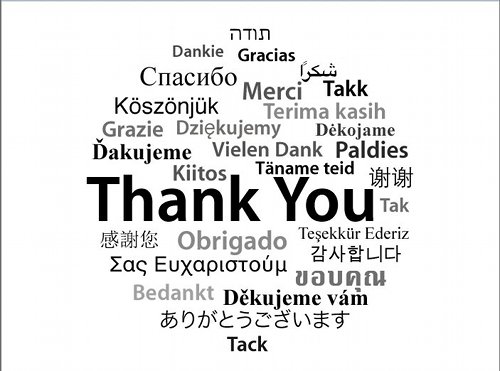 תודה
Dankie Gracias
Спасибо شكرًا
Merci Takk
Köszönjük Terima kasih
Grazie Dziękujemy Dėkojame
Ďakujeme Vielen Dank Paldies
Kiitos Täname teid 谢谢
Thank You Tak
感謝您 Obrigado Teşekkür Ederiz
감사합니다
Σας Ευχαριστούμ ขอบคุณ
Bedankt Děkujeme vám
ありがとうございます
Tack